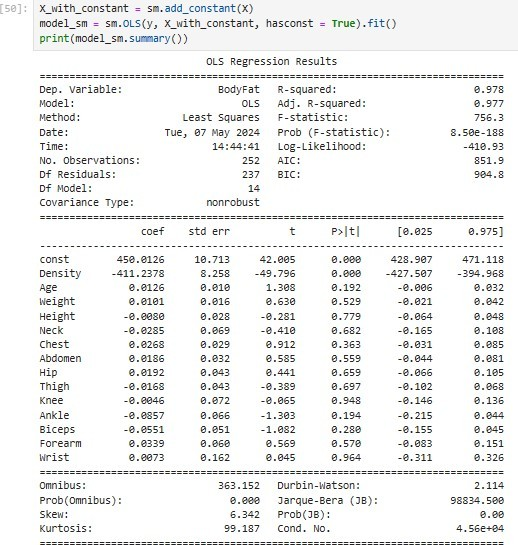 [50]: X_with_constant = sm.add_constant(X)
model_sm = sm.OLS(y, X_with_constant, hasconst = True).fit()
print(model_sm.summary())
OLS Regression Results
==============================================================================
Dep. Variable: BodyFat R-squared: 0.978
Model: OLS Adj. R-squared: 0.977
Method: Least Squares F-statistic: 756.3
Date: Tue, 07 May 2024 Prob (F-statistic): 8.50e-188
Time: 14:44:41 Log-Likelihood: -410.93
No. Observations: 252 AIC: 851.9
Df Residuals: 237 BIC: 904.8
Df Model: 14
Covariance Type: nonrobust
==============================================================================
coef std err t P>|t| [0.025 0.975]
------------------------------------------------------------------------------
const 450.0126 10.713 42.005 0.000 428.907 471.118
Density -411.2378 8.258 -49.796 0.000 -427.507 -394.968
Age 0.0126 0.010 1.308 0.192 -0.006 0.032
Weight 0.0101 0.016 0.630 0.529 -0.021 0.042
Height -0.0080 0.028 -0.281 0.779 -0.064 0.048
Neck -0.0285 0.069 -0.410 0.682 -0.165 0.108
Chest 0.0268 0.029 0.912 0.363 -0.031 0.085
Abdomen 0.0186 0.032 0.585 0.559 -0.044 0.081
Hip 0.0192 0.043 0.441 0.659 -0.066 0.105
Thigh -0.0168 0.043 -0.389 0.697 -0.102 0.068
Knee -0.0046 0.072 -0.065 0.948 -0.146 0.136
Ankle -0.0857 0.066 -1.303 0.194 -0.215 0.044
Biceps -0.0551 0.051 -1.082 0.280 -0.155 0.045
Forearm 0.0339 0.060 0.569 0.570 -0.083 0.151
Wrist 0.0073 0.162 0.045 0.964 -0.311 0.326
==============================================================================
Omnibus: 363.152 Durbin-Watson: 2.114
Prob(Omnibus): 0.000 Jarque-Bera (JB): 98834.500
Skew: 6.342 Prob(JB): 0.00
Kurtosis: 99.187 Cond. No. 4.56e+04
==============================================================================